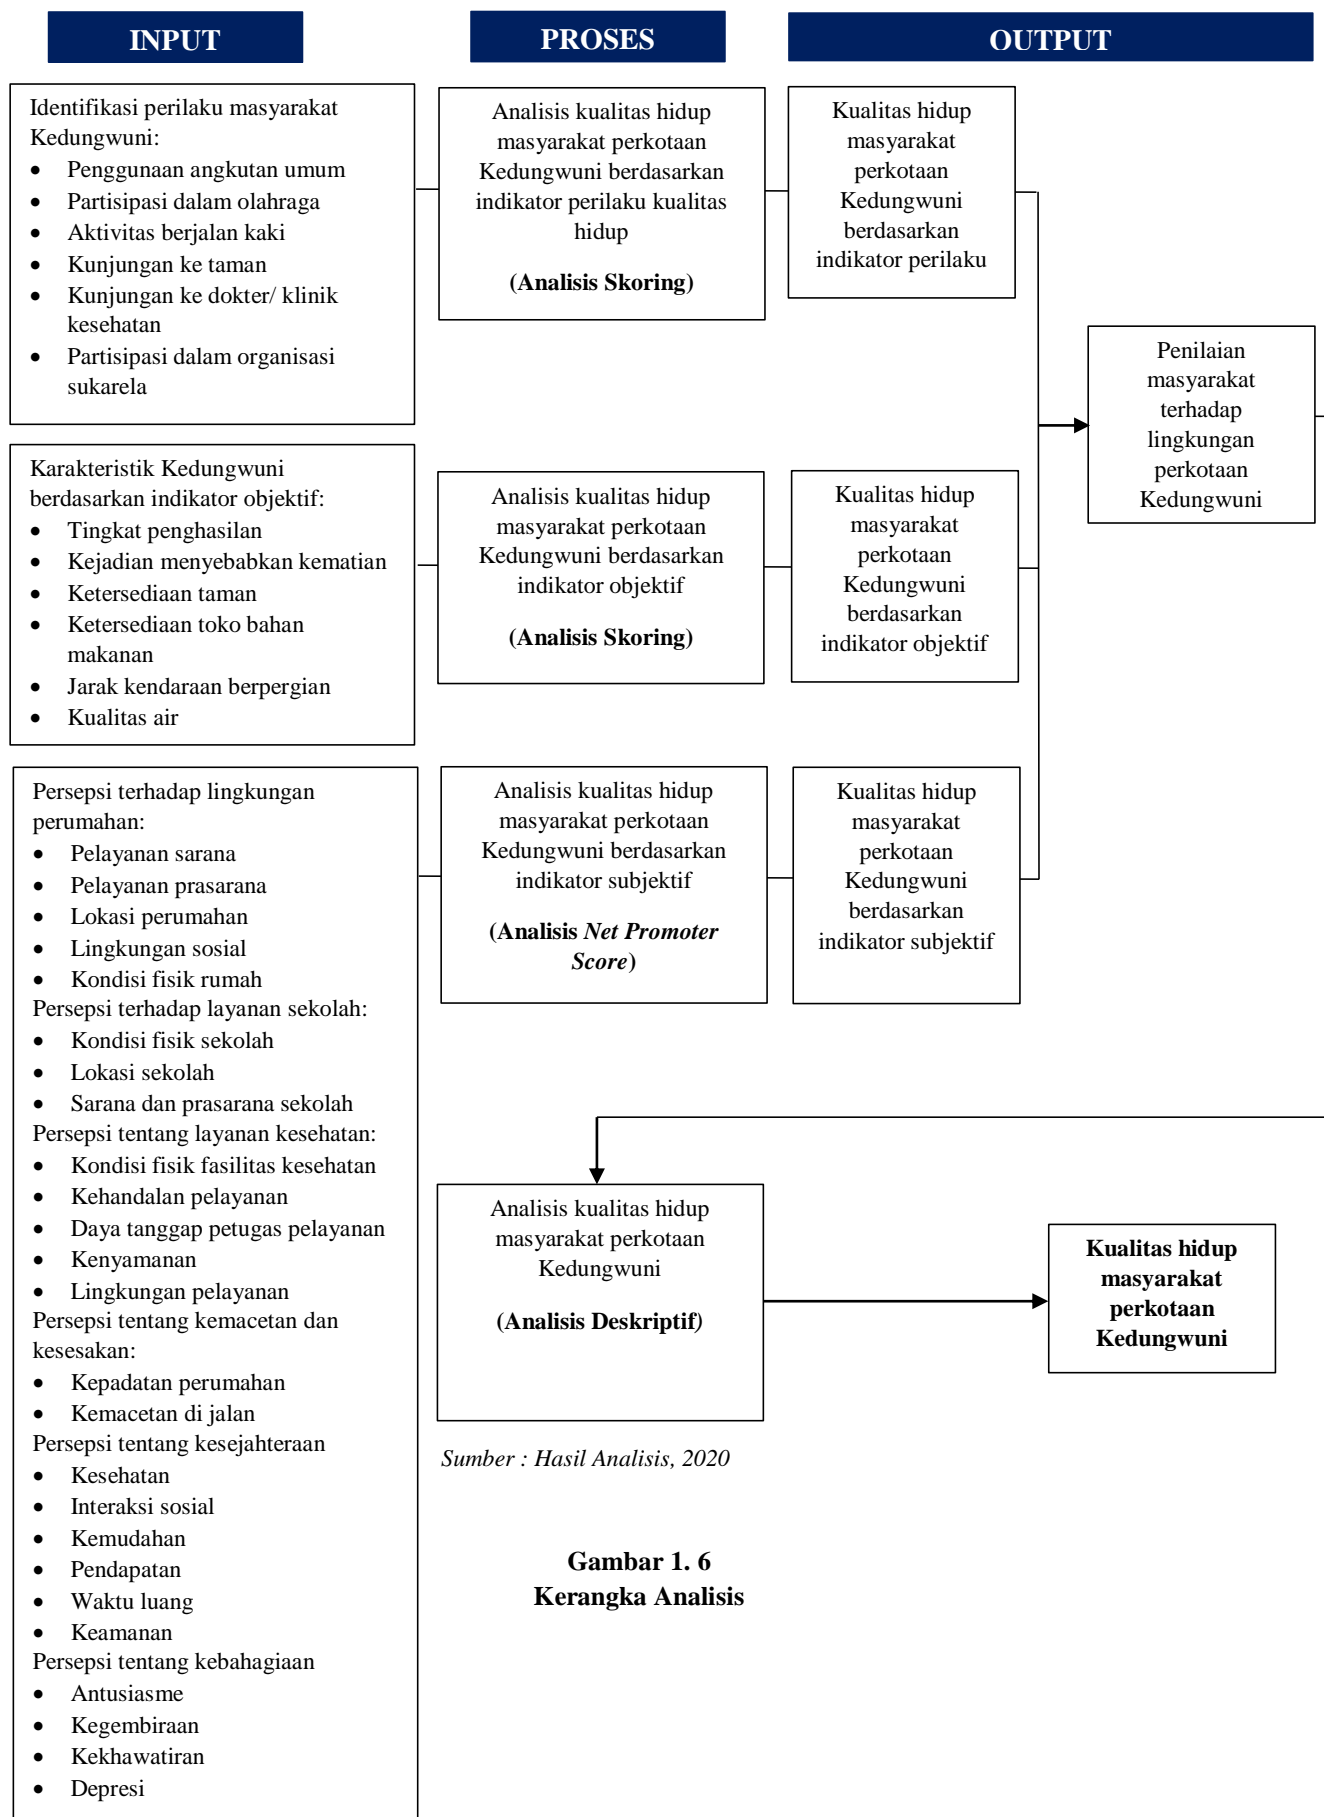 INPUT
PROSES
OUTPUT
Identifikasi perilaku masyarakat
Kedungwuni:
• Penggunaan angkutan umum
• Partisipasi dalam olahraga
• Aktivitas berjalan kaki
• Kunjungan ke taman
• Kunjungan ke dokter/ klinik
kesehatan
• Partisipasi dalam organisasi
sukarela
Analisis kualitas hidup
masyarakat perkotaan
Kedungwuni berdasarkan
indikator perilaku kualitas
hidup
(Analisis Skoring)
Kualitas hidup
masyarakat
perkotaan
Kedungwuni
berdasarkan
indikator perilaku
Penilaian
masyarakat
terhadap
lingkungan
perkotaan
Kedungwuni
Karakteristik Kedungwuni
berdasarkan indikator objektif:
• Tingkat penghasilan
• Kejadian menyebabkan kematian
• Ketersediaan taman
• Ketersediaan toko bahan
makanan
• Jarak kendaraan berpergian
• Kualitas air
Analisis kualitas hidup
masyarakat perkotaan
Kedungwuni berdasarkan
indikator objektif
(Analisis Skoring)
Kualitas hidup
masyarakat
perkotaan
Kedungwuni
berdasarkan
indikator objektif
Persepsi terhadap lingkungan
perumahan:
• Pelayanan sarana
• Pelayanan prasarana
• Lokasi perumahan
• Lingkungan sosial
• Kondisi fisik rumah
Persepsi terhadap layanan sekolah:
• Kondisi fisik sekolah
• Lokasi sekolah
• Sarana dan prasarana sekolah
Persepsi tentang layanan kesehatan:
• Kondisi fisik fasilitas kesehatan
• Kehandalan pelayanan
• Daya tanggap petugas pelayanan
• Kenyamanan
• Lingkungan pelayanan
Persepsi tentang kemacetan dan
kesesakan:
• Kepadatan perumahan
• Kemacetan di jalan
Persepsi tentang kesejahteraan
• Kesehatan
• Interaksi sosial
• Kemudahan
• Pendapatan
• Waktu luang
• Keamanan
Persepsi tentang kebahagiaan
• Antusiasme
• Kegembiraan
• Kekhawatiran
• Depresi
Analisis kualitas hidup
masyarakat perkotaan
Kedungwuni berdasarkan
indikator subjektif
(Analisis Net Promoter
Score)
Kualitas hidup
masyarakat
perkotaan
Kedungwuni
berdasarkan
indikator subjektif
Analisis kualitas hidup
masyarakat perkotaan
Kedungwuni
(Analisis Deskriptif)
Kualitas hidup
masyarakat
perkotaan
Kedungwuni
Sumber : Hasil Analisis, 2020
Gambar 1. 6
Kerangka Analisis